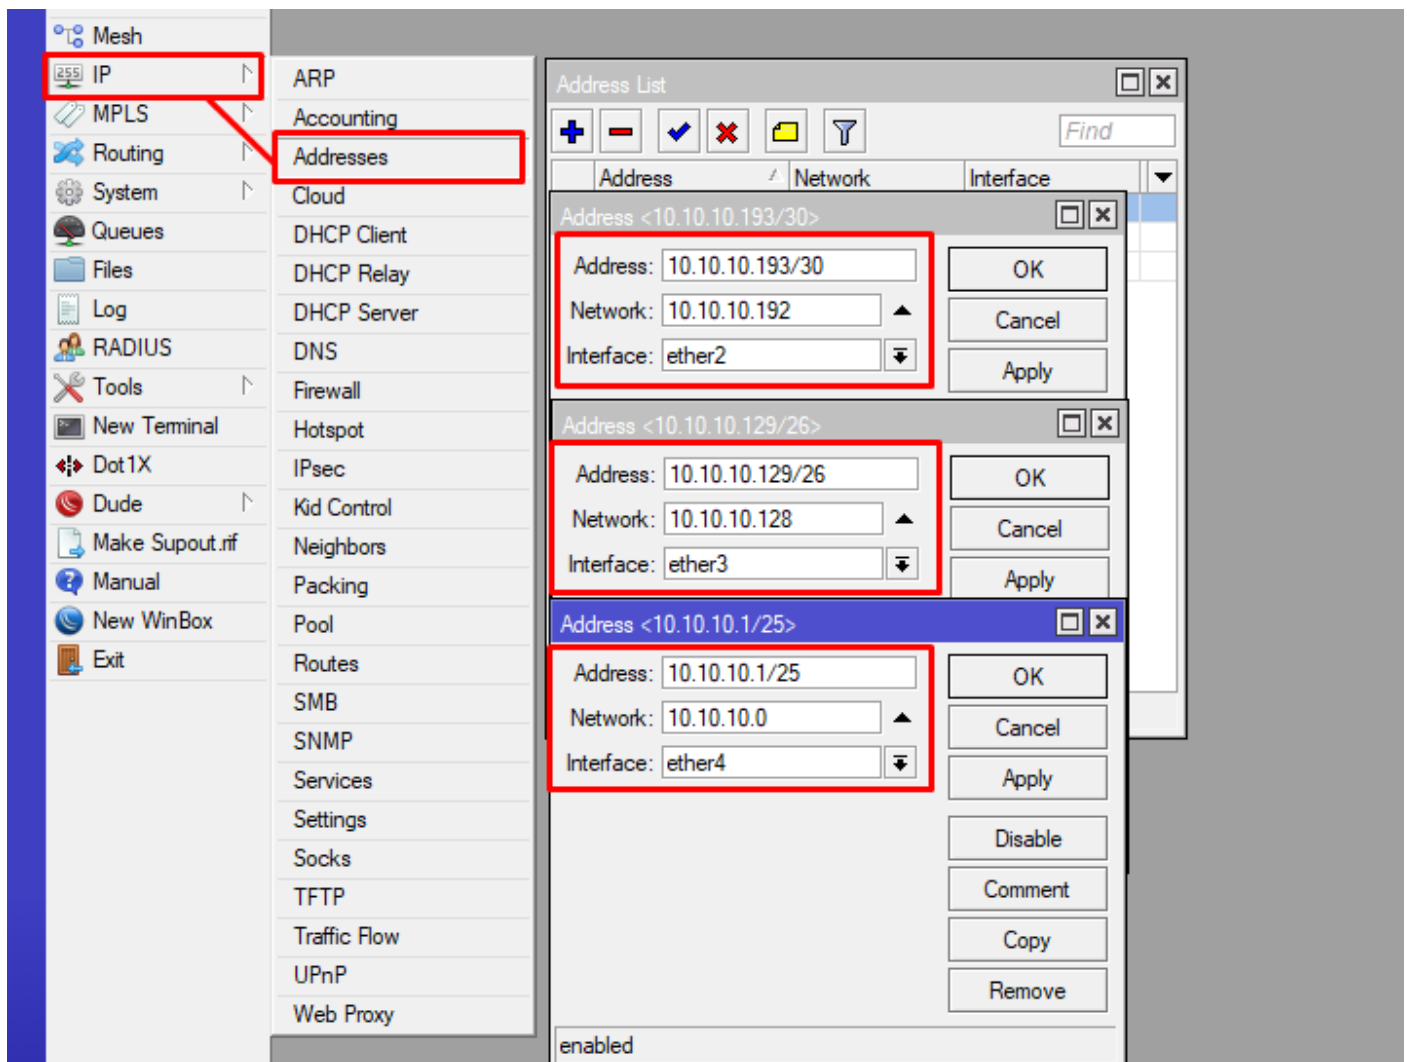 Mesh
255 IP
MPLS
Routing
System
Queues
Files
Log
RADIUS
Tools
New Terminal
Dot1X
Dude
Make Supout.rif
Manual
New WinBox
Exit
ARP
Accounting
Addresses
Cloud
DHCP Client
DHCP Relay
DHCP Server
DNS
Firewall
Hotspot
IPsec
Kid Control
Neighbors
Packing
Pool
Routes
SMB
SNMP
Services
Settings
Socks
TFTP
Traffic Flow
UPnP
Web Proxy
Address List
Find
Address Network Interface
Address <10.10.10.193/30>
Address: 10.10.10.193/30 OK
Network: 10.10.10.192 Cancel
Interface: ether2 Apply
Address <10.10.10.129/26>
Address: 10.10.10.129/26 OK
Network: 10.10.10.128 Cancel
Interface: ether3 Apply
Address <10.10.10.1/25>
Address: 10.10.10.1/25 OK
Network: 10.10.10.0 Cancel
Interface: ether4 Apply
Disable
Comment
Copy
Remove
enabled